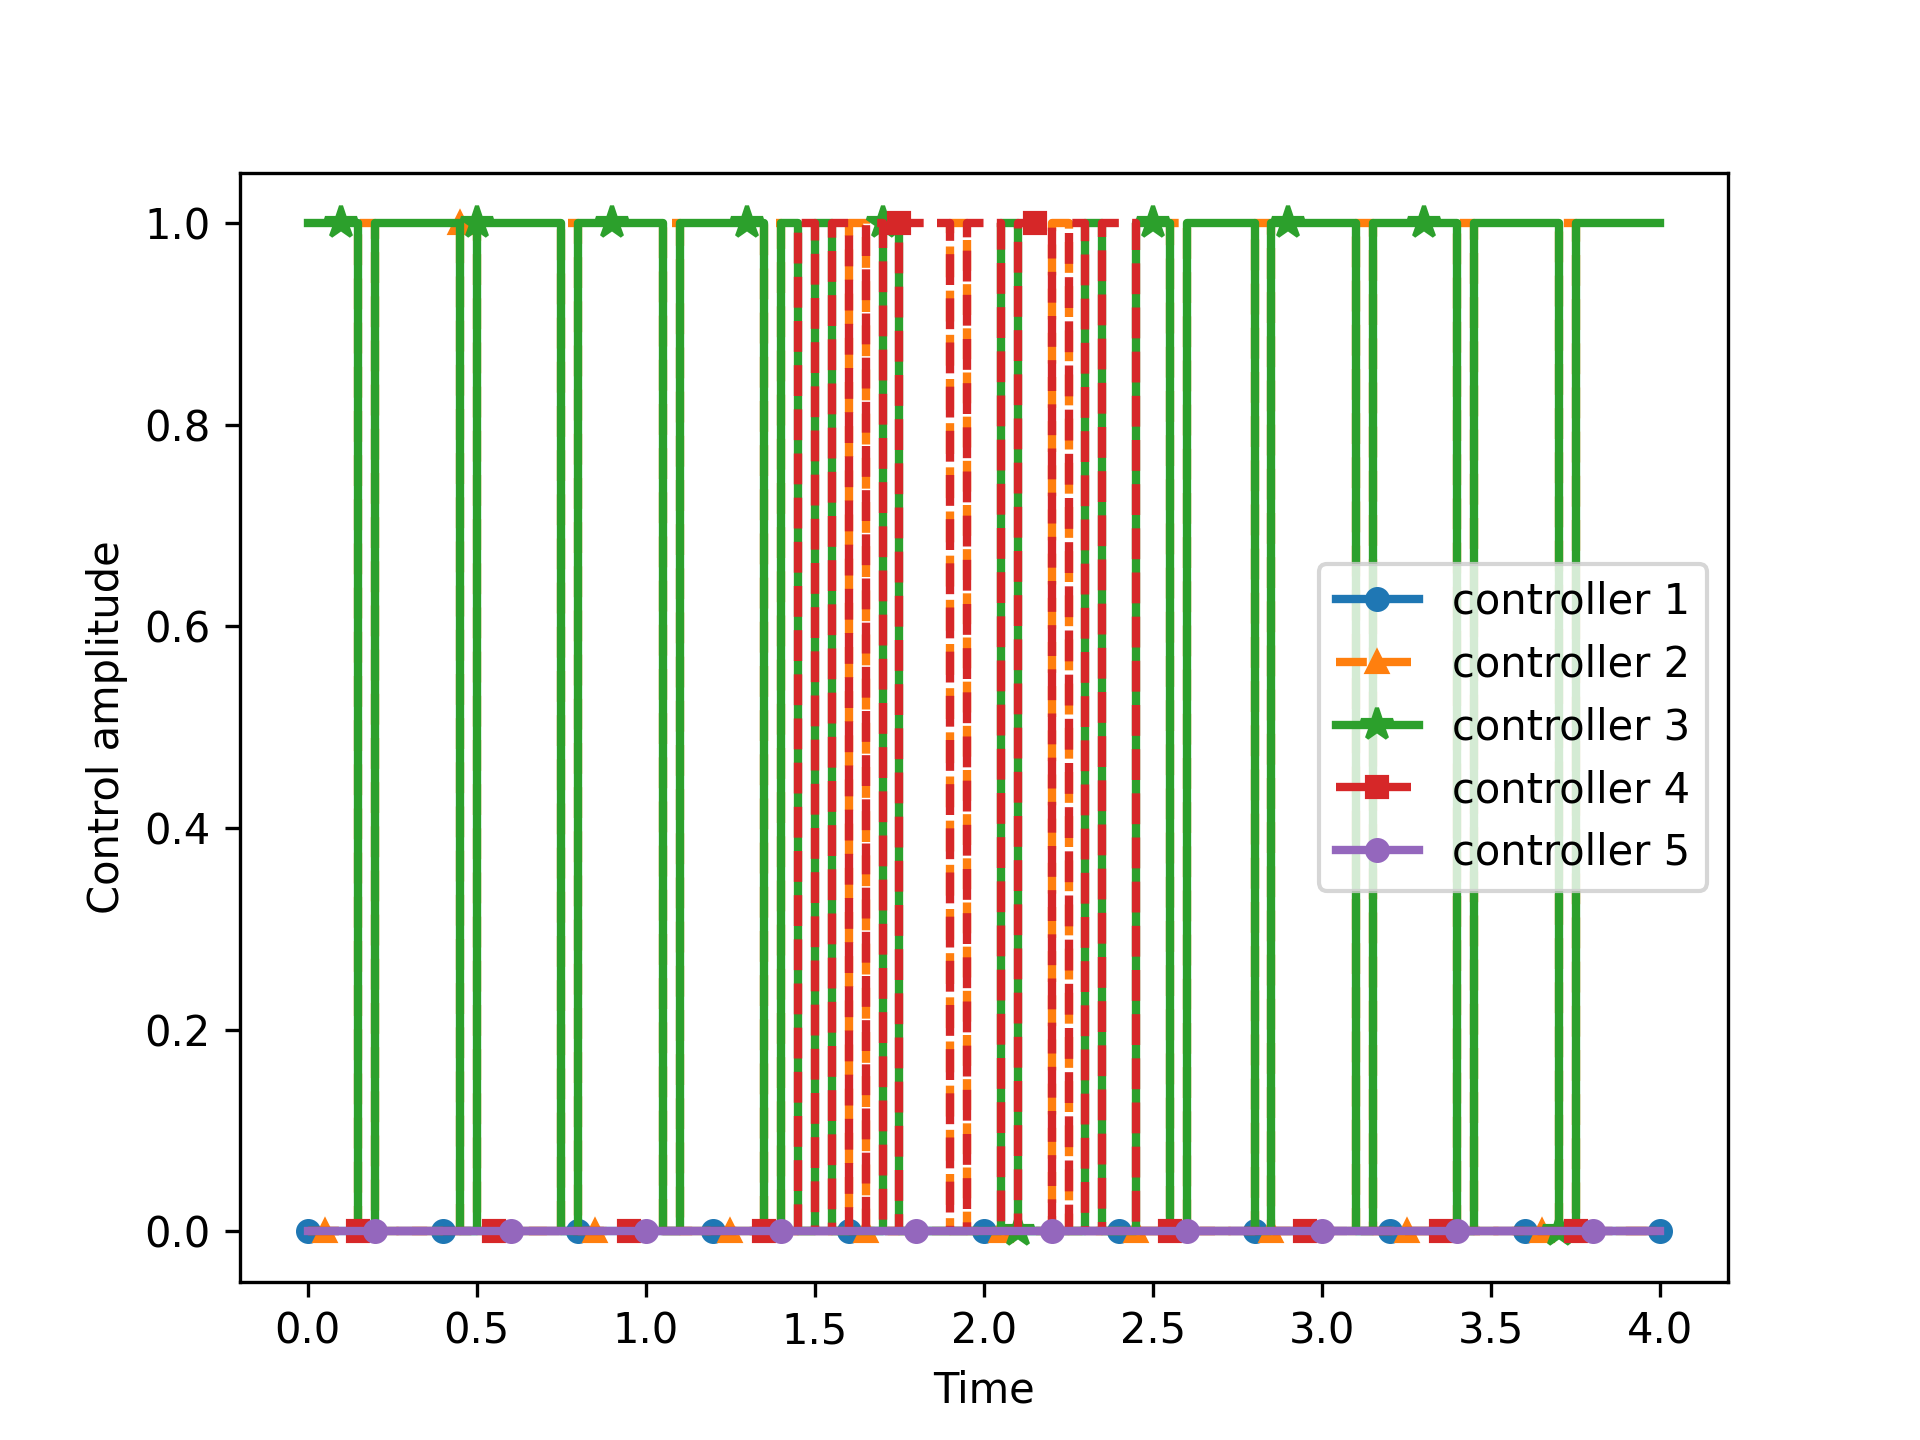 1.0
0.8
0.6
0.4
0.2
0.0
Control amplitude
controller 1
controller 2
controller 3
controller 4
controller 5
0.0 0.5 1.0 1.5 2.0 2.5 3.0 3.5 4.0
Time